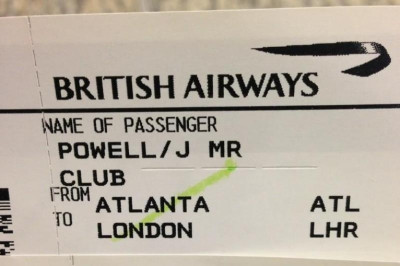 BRITISH AIRWAYS
NAME OF PASSENGER
POWELL/J MR
CLUB
FROM ATLANTA ATL
TO LONDON LHR